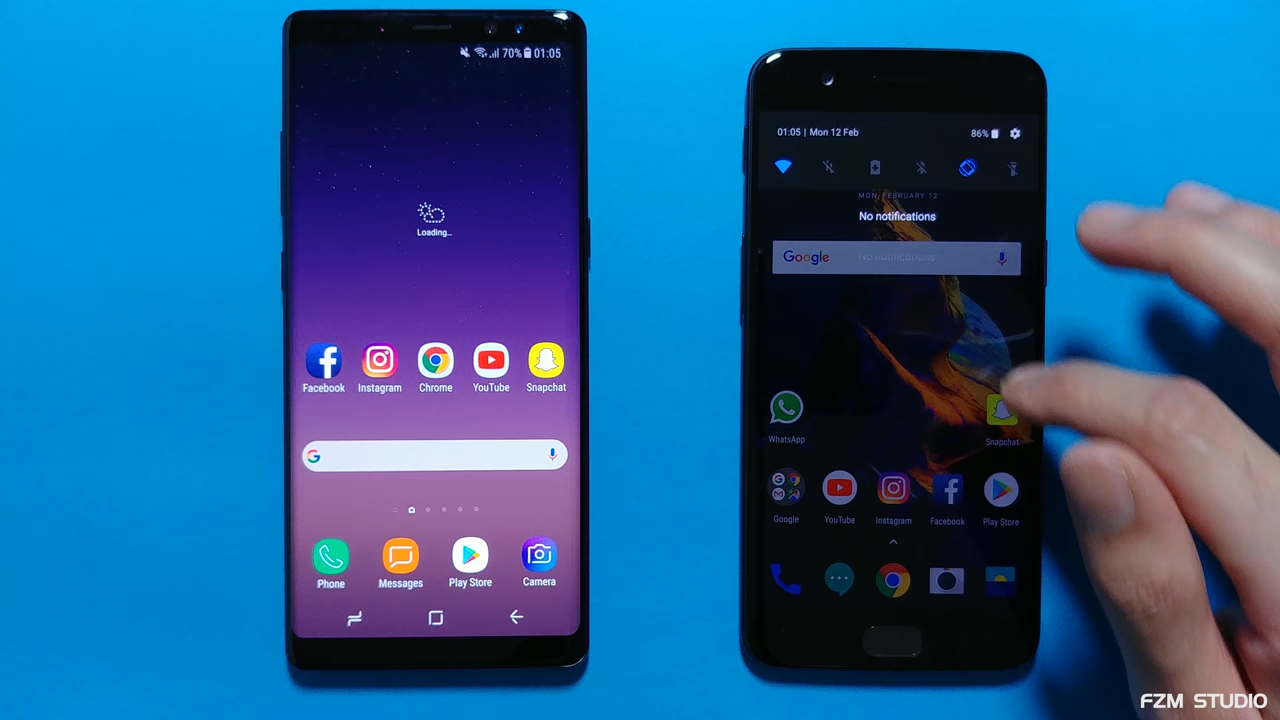 70% 01:05
Loading...
Facebook Instagram Chrome YouTube Snapchat
G
Phone Messages Play Store Camera
01:05 | Mon 12 Feb 86%
MON, FEBRUARY 12
No notifications
Google No notifications
WhatsApp Snapchat
Google YouTube Instagram Facebook Play Store
FZM STUDIO